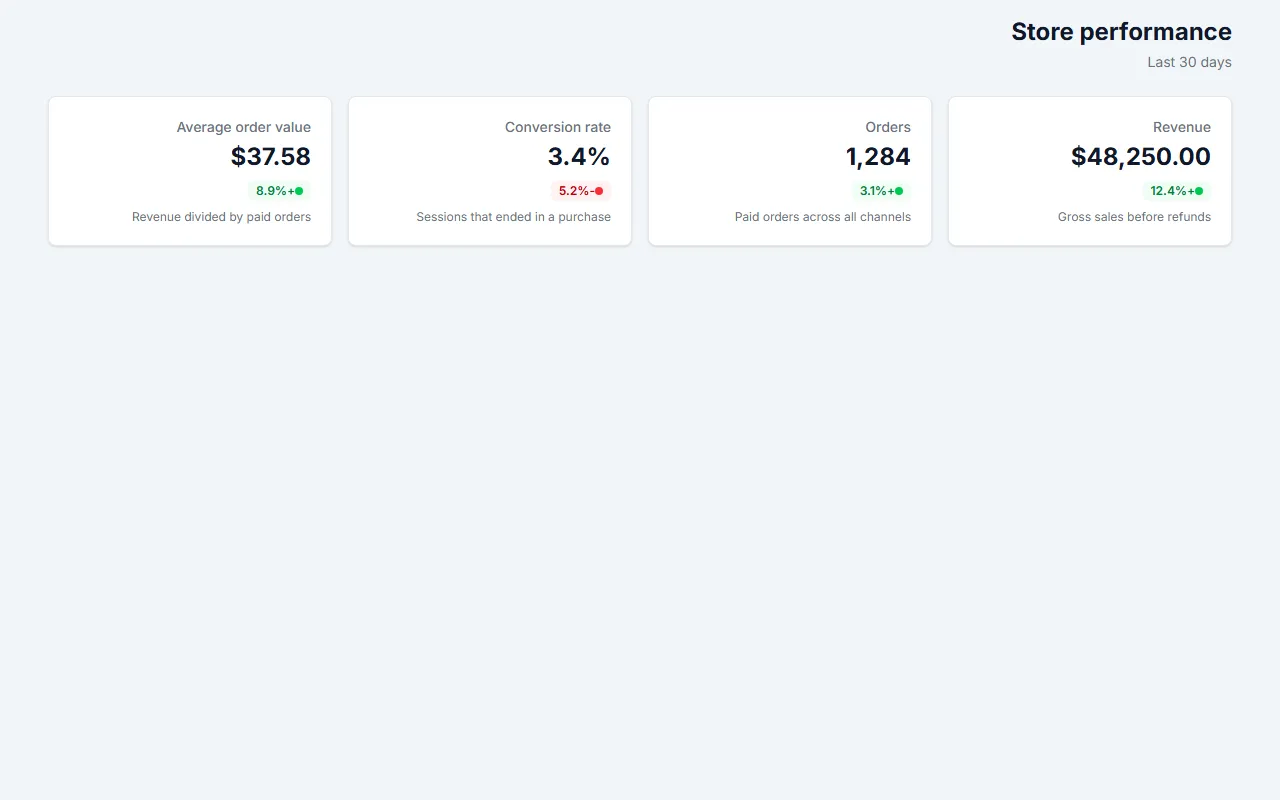 Store performance
Last 30 days
Revenue
$48,250.00
12.4%+
Gross sales before refunds
Orders
1,284
3.1%+
Paid orders across all channels
Conversion rate
3.4%
5.2%-
Sessions that ended in a purchase
Average order value
$37.58
8.9%+
Revenue divided by paid orders